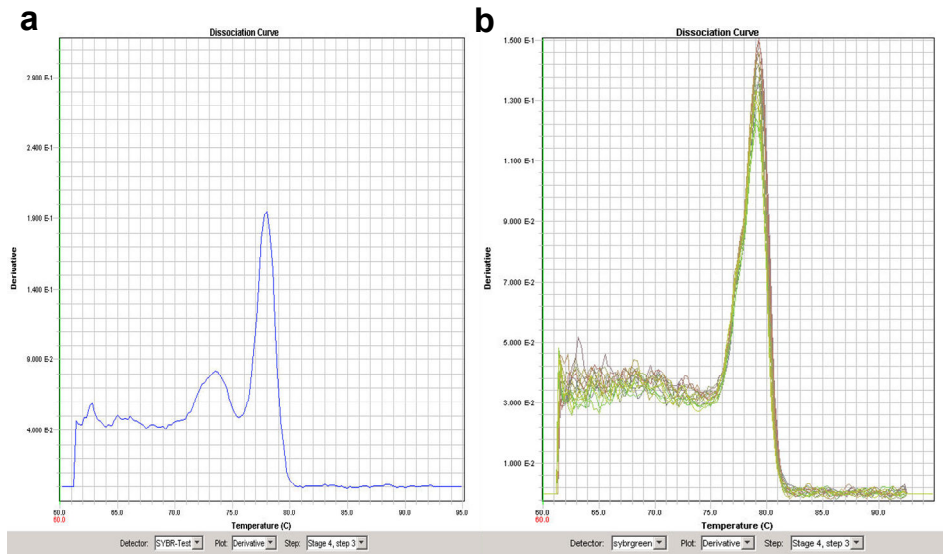 a
Dissociation Curve
2.900 E-1
2.400 E-1
1.900 E-1
1.400 E-1
9.000 E-2
4.000 E-2
Derivative
60.0 65.0 70.0 75.0 80.0 85.0 90.0 95.0
60.0
Temperature (C)
Detector: SYBR-Test Plot: Derivative Step: Stage 4, step 3
b
Dissociation Curve
1.500 E-1
1.300 E-1
1.100 E-1
9.000 E-2
7.000 E-2
5.000 E-2
3.000 E-2
1.000 E-2
Derivative
60.0 65.0 70.0 75.0 80.0 85.0 90.0
60.0
Temperature (C)
Detector: sybrgreen Plot: Derivative Step: Stage 4, step 3